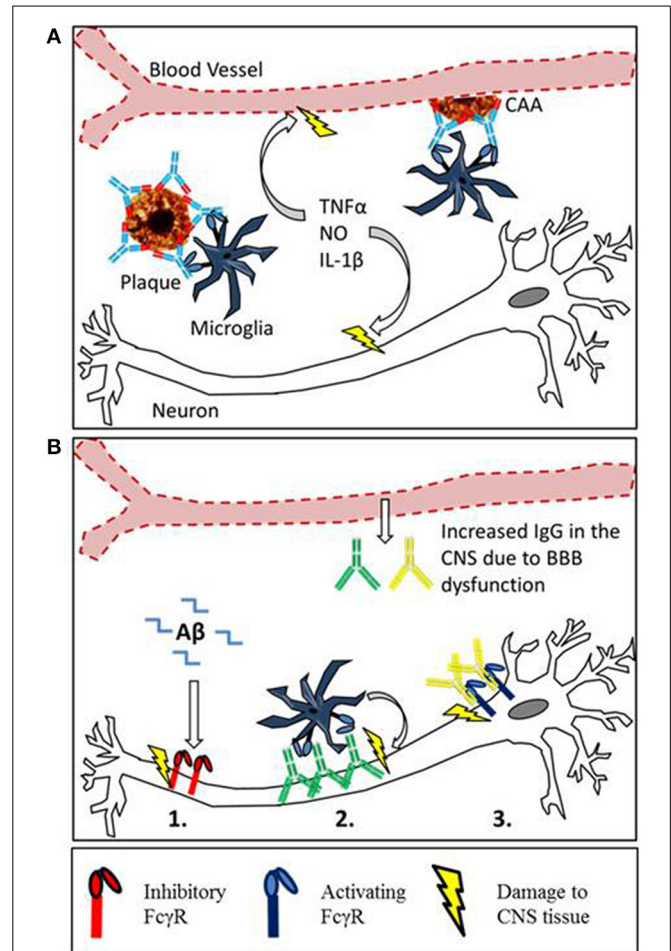 A
Blood Vessel
CAA
TNFα
NO
IL-1β
Plaque
Microglia
Neuron
B
Increased IgG in the
CNS due to BBB
dysfunction
Aβ
1.
2.
3.
Inhibitory
FcγR
Activating
FcγR
Damage to
CNS tissue